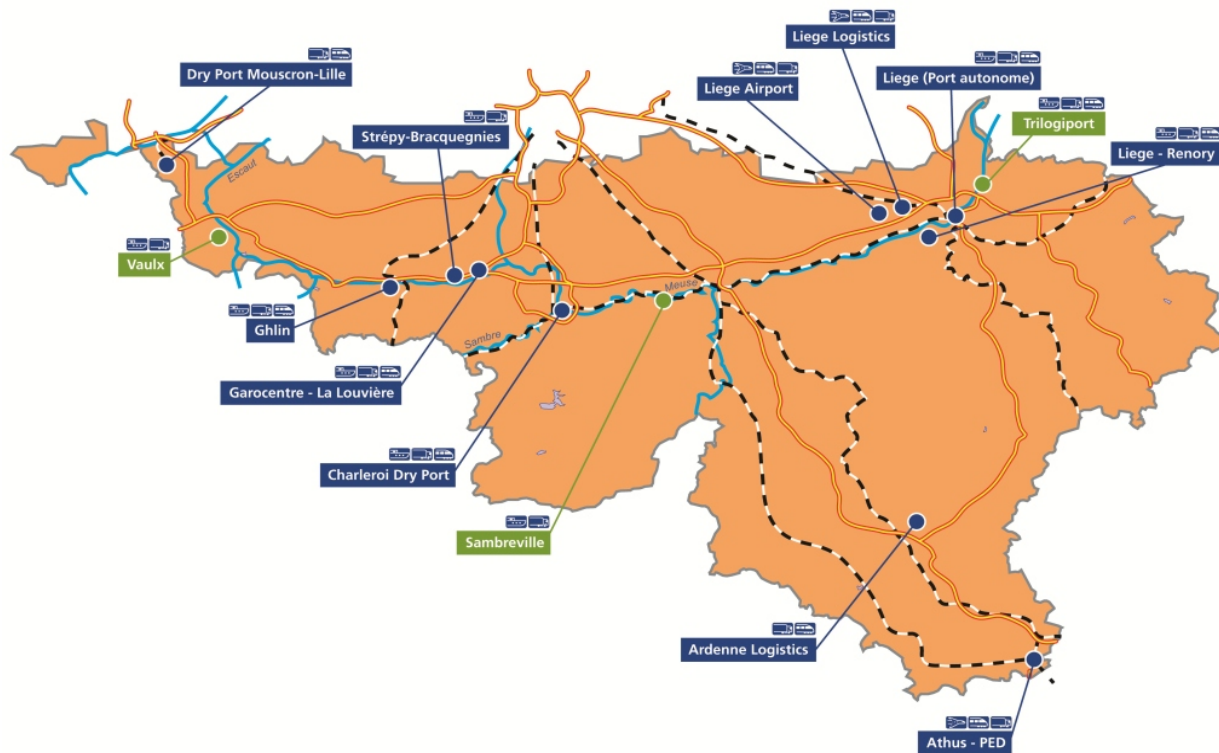 Liege Logistics
Dry Port Mouscron-Lille
Liege Airport
Liege (Port autonome)
Trilogiport
Strépy-Bracquegnies
Liege - Renory
Escaut
Vaulx
Meuse
Ghlin
Sambre
Garocentre - La Louvière
Charleroi Dry Port
Sambreville
Ardenne Logistics
Athus - PED